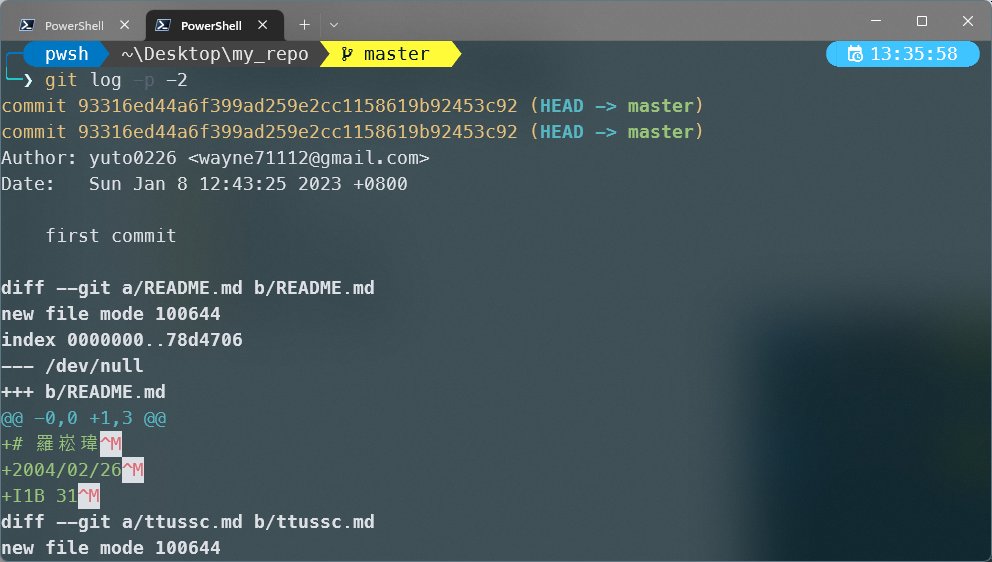 PowerShell
PowerShell
pwsh ~\Desktop\my_repo master 13:35:58
❯ git log -p -2
commit 93316ed44a6f399ad259e2cc1158619b92453c92 (HEAD -> master)
commit 93316ed44a6f399ad259e2cc1158619b92453c92 (HEAD -> master)
Author: yuto0226 <wayne71112@gmail.com>
Date:   Sun Jan 8 12:43:25 2023 +0800
first commit
diff --git a/README.md b/README.md
new file mode 100644
index 0000000..78d4706
--- /dev/null
+++ b/README.md
@@ -0,0 +1,3 @@
+# 羅崧瑋^M
+2004/02/26^M
+I1B 31^M
diff --git a/ttussc.md b/ttussc.md
new file mode 100644